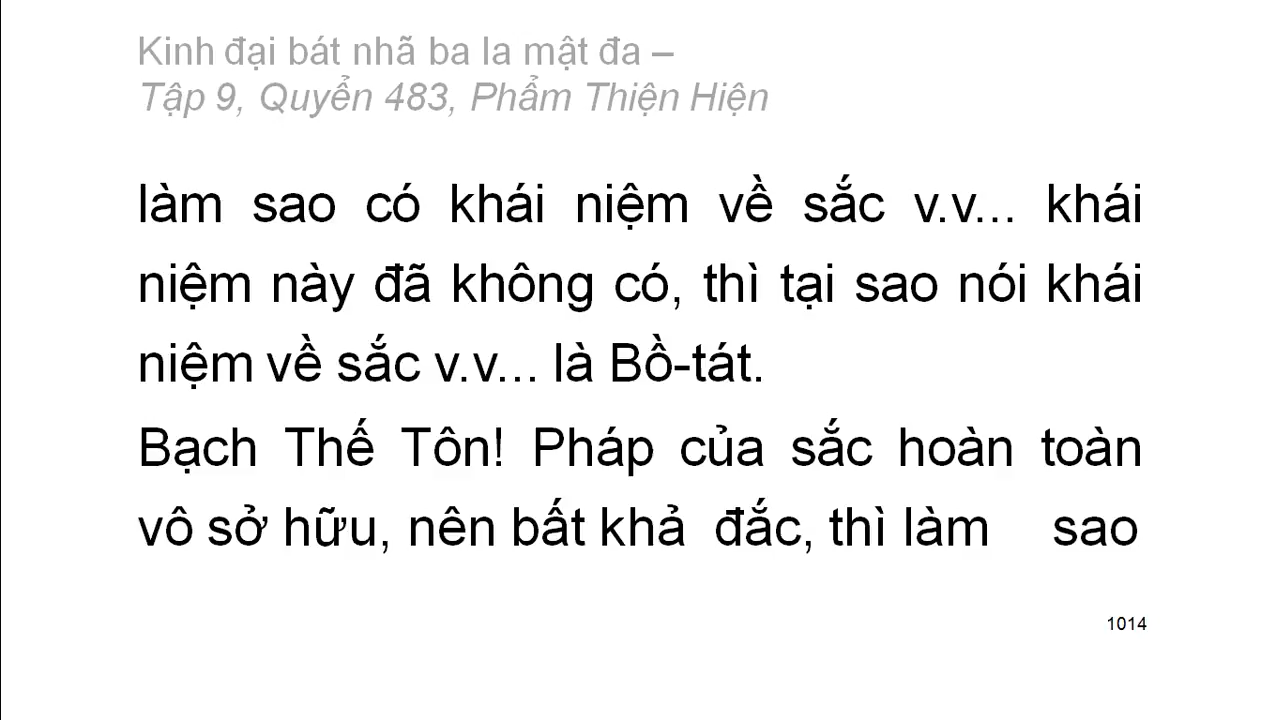 Kinh đại bát nhã ba la mật đa –
Tập 9, Quyển 483, Phẩm Thiện Hiện
làm sao có khái niệm về sắc v.v... khái
niệm này đã không có, thì tại sao nói khái
niệm về sắc v.v... là Bồ-tát.
Bạch Thế Tôn! Pháp của sắc hoàn toàn
vô sở hữu, nên bất khả đắc, thì làm sao
1014